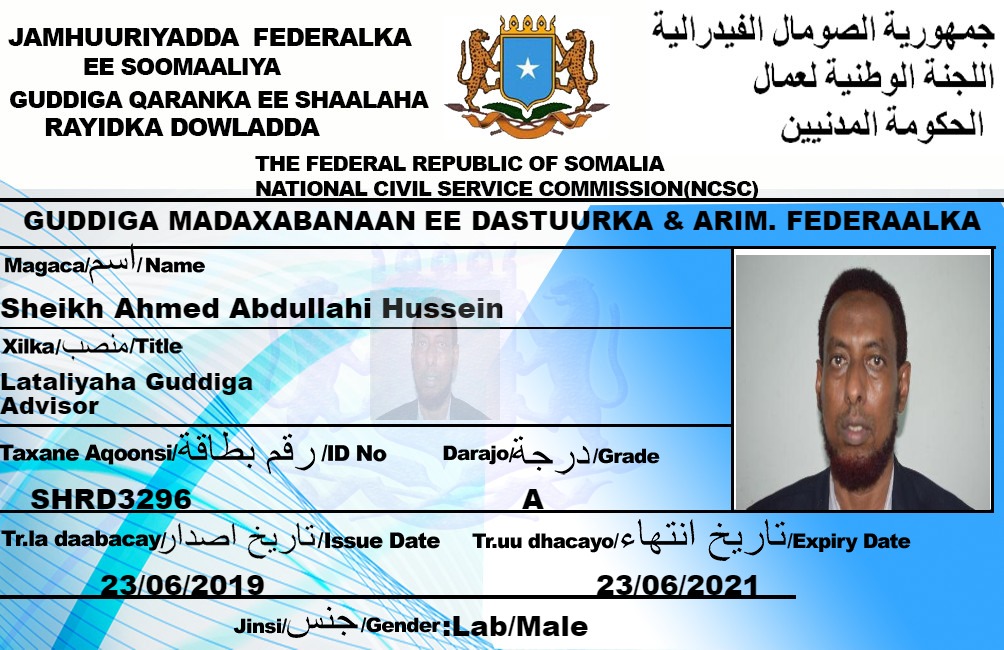 JAMHUURIYADDA FEDERALKA
EE SOOMAALIYA
GUDDIGA QARANKA EE SHAALAHA
RAYIDKA DOWLADDA
جمهورية الصومال الفيدرالية
اللجنة الوطنية لعمال
الحكومة المدنيين
THE FEDERAL REPUBLIC OF SOMALIA
NATIONAL CIVIL SERVICE COMMISSION(NCSC)
GUDDIGA MADAXABANAAN EE DASTUURKA & ARIM. FEDERAALKA
Magaca/اسم/Name
Sheikh Ahmed Abdullahi Hussein
Xilka/منصب/Title
Lataliyaha Guddiga
Advisor
Taxane Aqoonsi/رقم بطاقة/ID No Darajo/درجة/Grade
SHRD3296 A
Tr.la daabacay/تاريخ اصدار/Issue Date Tr.uu dhacayo/تاريخ انتهاء/Expiry Date
23/06/2019 23/06/2021
Jinsi/جنس/Gender:Lab/Male